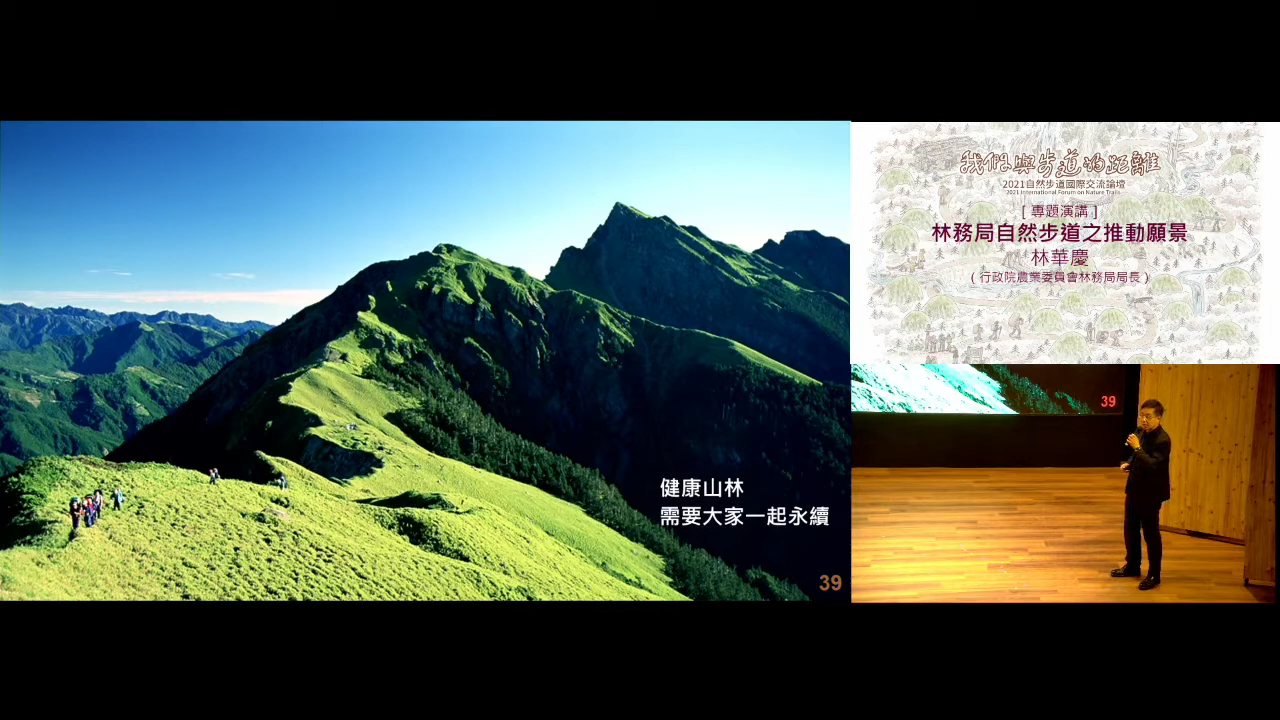 健康山林
需要大家一起永續
39
我們與步道的距離
2021自然步道國際交流論壇
2021 International Forum on Nature Trails
[ 專題演講 ]
林務局自然步道之推動願景
林華慶
( 行政院農業委員會林務局局長 )
39